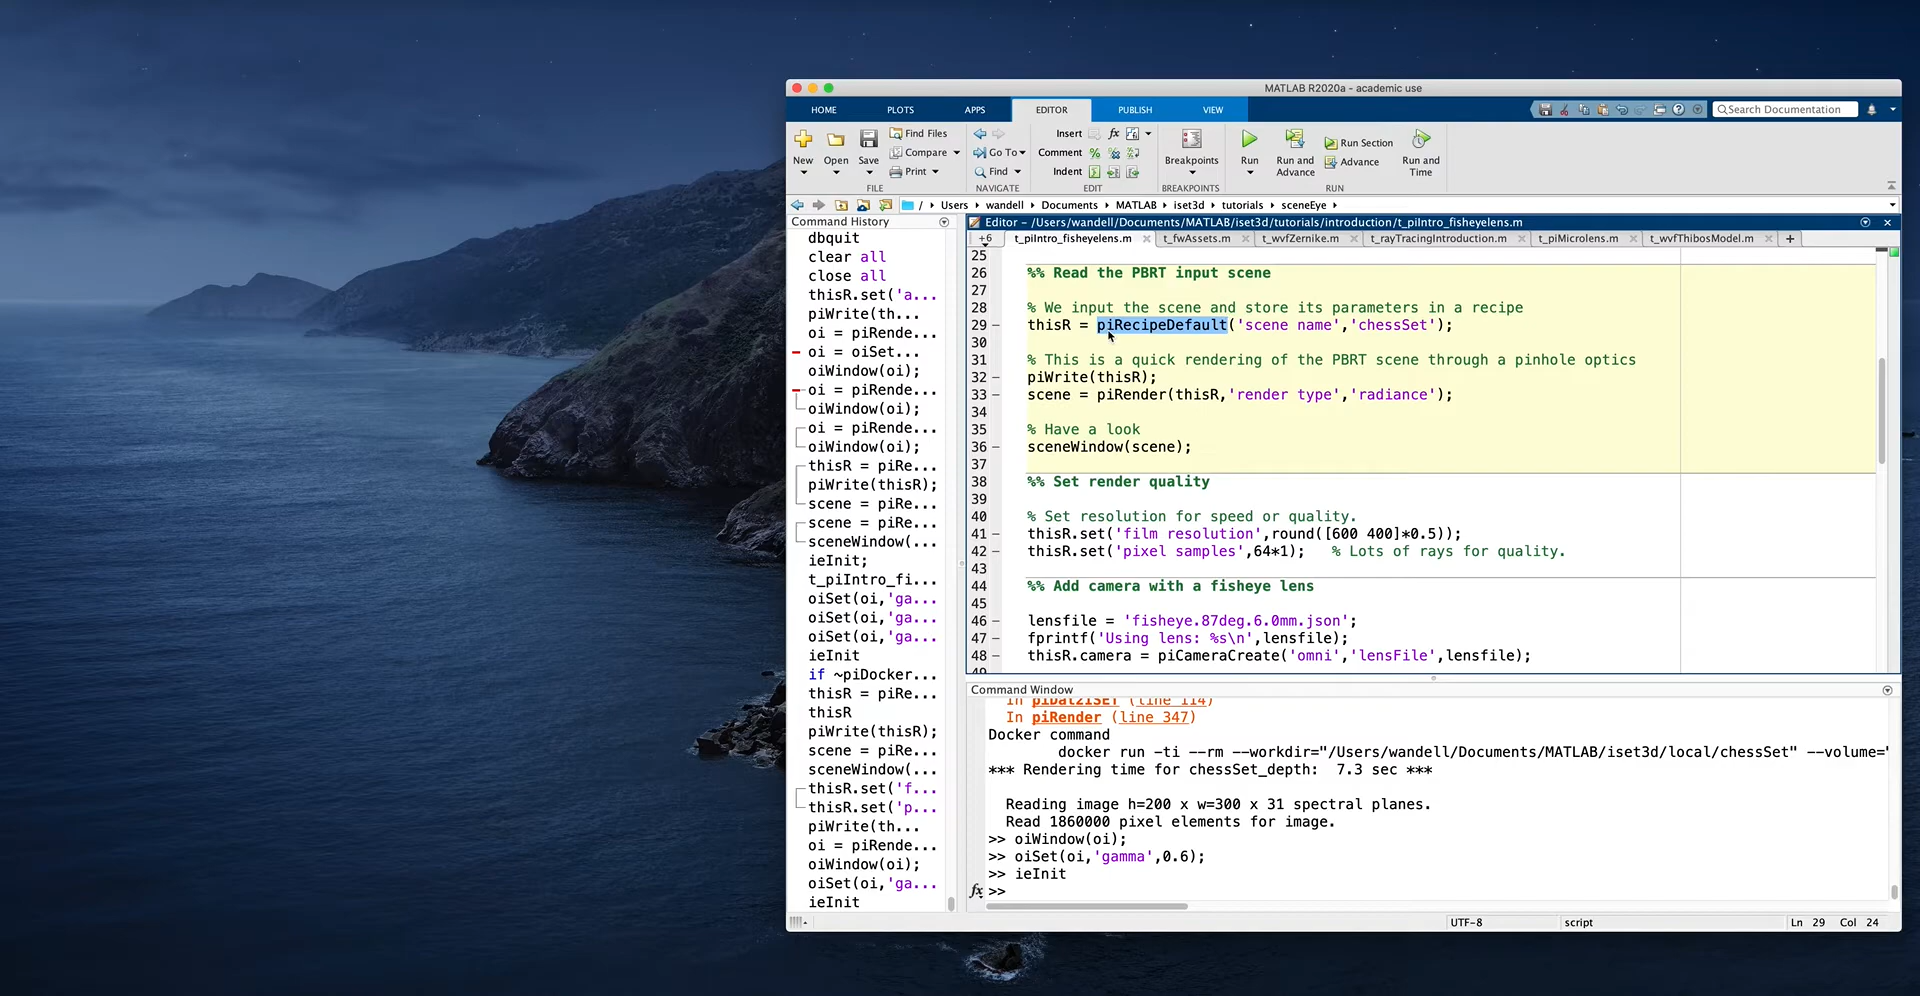 MATLAB R2020a - academic use
HOME PLOTS APPS EDITOR PUBLISH VIEW
Search Documentation
New
Open
Save
Find Files
Compare
Print
FILE
Go To
Find
NAVIGATE
Insert
Comment
Indent
EDIT
Breakpoints
BREAKPOINTS
Run
Run and Advance
Run Section
Advance
Run and Time
RUN
/ Users wandell Documents MATLAB iset3d tutorials sceneEye
Command History
dbquit
clear all
close all
thisR.set('a...
piWrite(th...
oi = piRende...
oi = oiSet...
oiWindow(oi);
oi = piRende...
oiWindow(oi);
oi = piRende...
oiWindow(oi);
thisR = piRe...
piWrite(thisR);
scene = piRe...
scene = piRe...
sceneWindow(...
ieInit;
t_piIntro_fi...
oiSet(oi,'ga...
oiSet(oi,'ga...
oiSet(oi,'ga...
ieInit
if ~piDocker...
thisR = piRe...
thisR
piWrite(thisR);
scene = piRe...
sceneWindow(...
thisR.set('f...
thisR.set('p...
piWrite(th...
oi = piRende...
oiWindow(oi);
oiSet(oi,'ga...
ieInit
Editor - /Users/wandell/Documents/MATLAB/iset3d/tutorials/introduction/t_piIntro_fisheyelens.m
+6 t_piIntro_fisheyelens.m t_fwAssets.m t_wvfZernike.m t_rayTracingIntroduction.m t_piMicrolens.m t_wvfThibosModel.m
25
26 %% Read the PBRT input scene
27
28 % We input the scene and store its parameters in a recipe
29 thisR = piRecipeDefault('scene name','chessSet');
30
31 % This is a quick rendering of the PBRT scene through a pinhole optics
32 piWrite(thisR);
33 scene = piRender(thisR,'render type','radiance');
34
35 % Have a look
36 sceneWindow(scene);
37
38 %% Set render quality
39
40 % Set resolution for speed or quality.
41 thisR.set('film resolution',round([600 400]*0.5));
42 thisR.set('pixel samples',64*1); % Lots of rays for quality.
43
44 %% Add camera with a fisheye lens
45
46 lensfile = 'fisheye.87deg.6.0mm.json';
47 fprintf('Using lens: %s\n',lensfile);
48 thisR.camera = piCameraCreate('omni','lensFile',lensfile);
49
Command Window
In piDat2ISET (line 114)
In piRender (line 347)
Docker command
docker run -ti --rm --workdir="/Users/wandell/Documents/MATLAB/iset3d/local/chessSet" --volume="
*** Rendering time for chessSet_depth: 7.3 sec ***
Reading image h=200 x w=300 x 31 spectral planes.
Read 1860000 pixel elements for image.
>> oiWindow(oi);
>> oiSet(oi,'gamma',0.6);
>> ieInit
fx >>
UTF-8 script Ln 29 Col 24